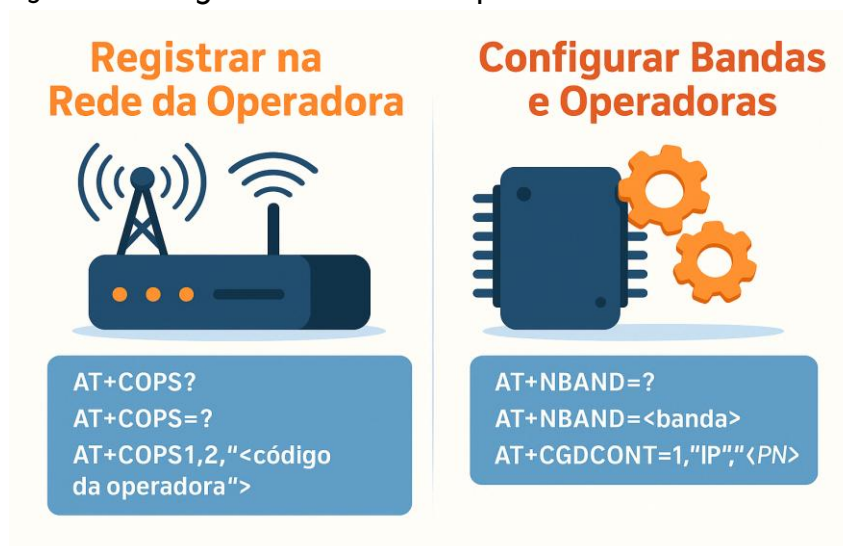 Registrar na
Rede da Operadora
AT+COPS?
AT+COPS=?
AT+COPS1,2,"<código
da operadora">
Configurar Bandas
e Operadoras
AT+NBAND=?
AT+NBAND=<banda>
AT+CGDCONT=1,"IP","<PN>